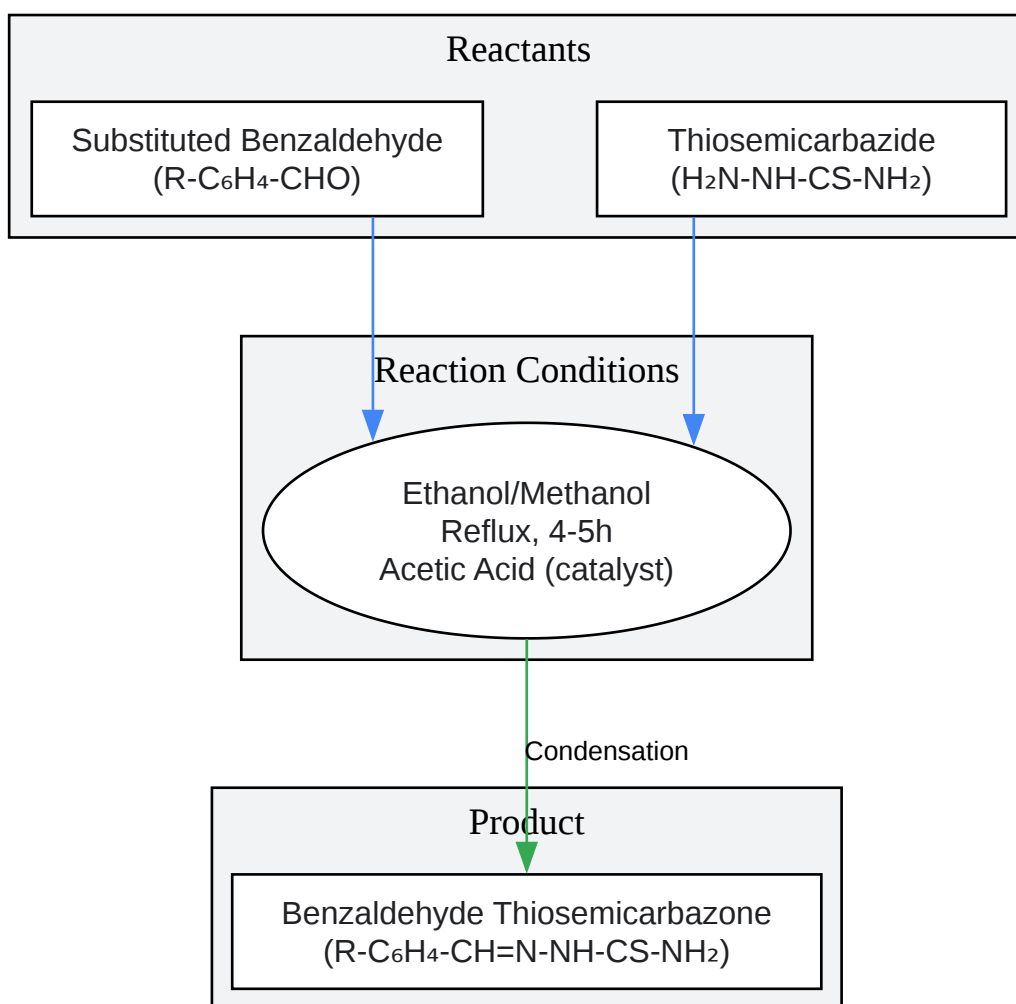 Reactants
Substituted Benzaldehyde
(R-C₆H₄-CHO)
Thiosemicarbazide
(H₂N-NH-CS-NH₂)
Reaction Conditions
Ethanol/Methanol
Reflux, 4-5h
Acetic Acid (catalyst)
Condensation
Product
Benzaldehyde Thiosemicarbazone
(R-C₆H₄-CH=N-NH-CS-NH₂)